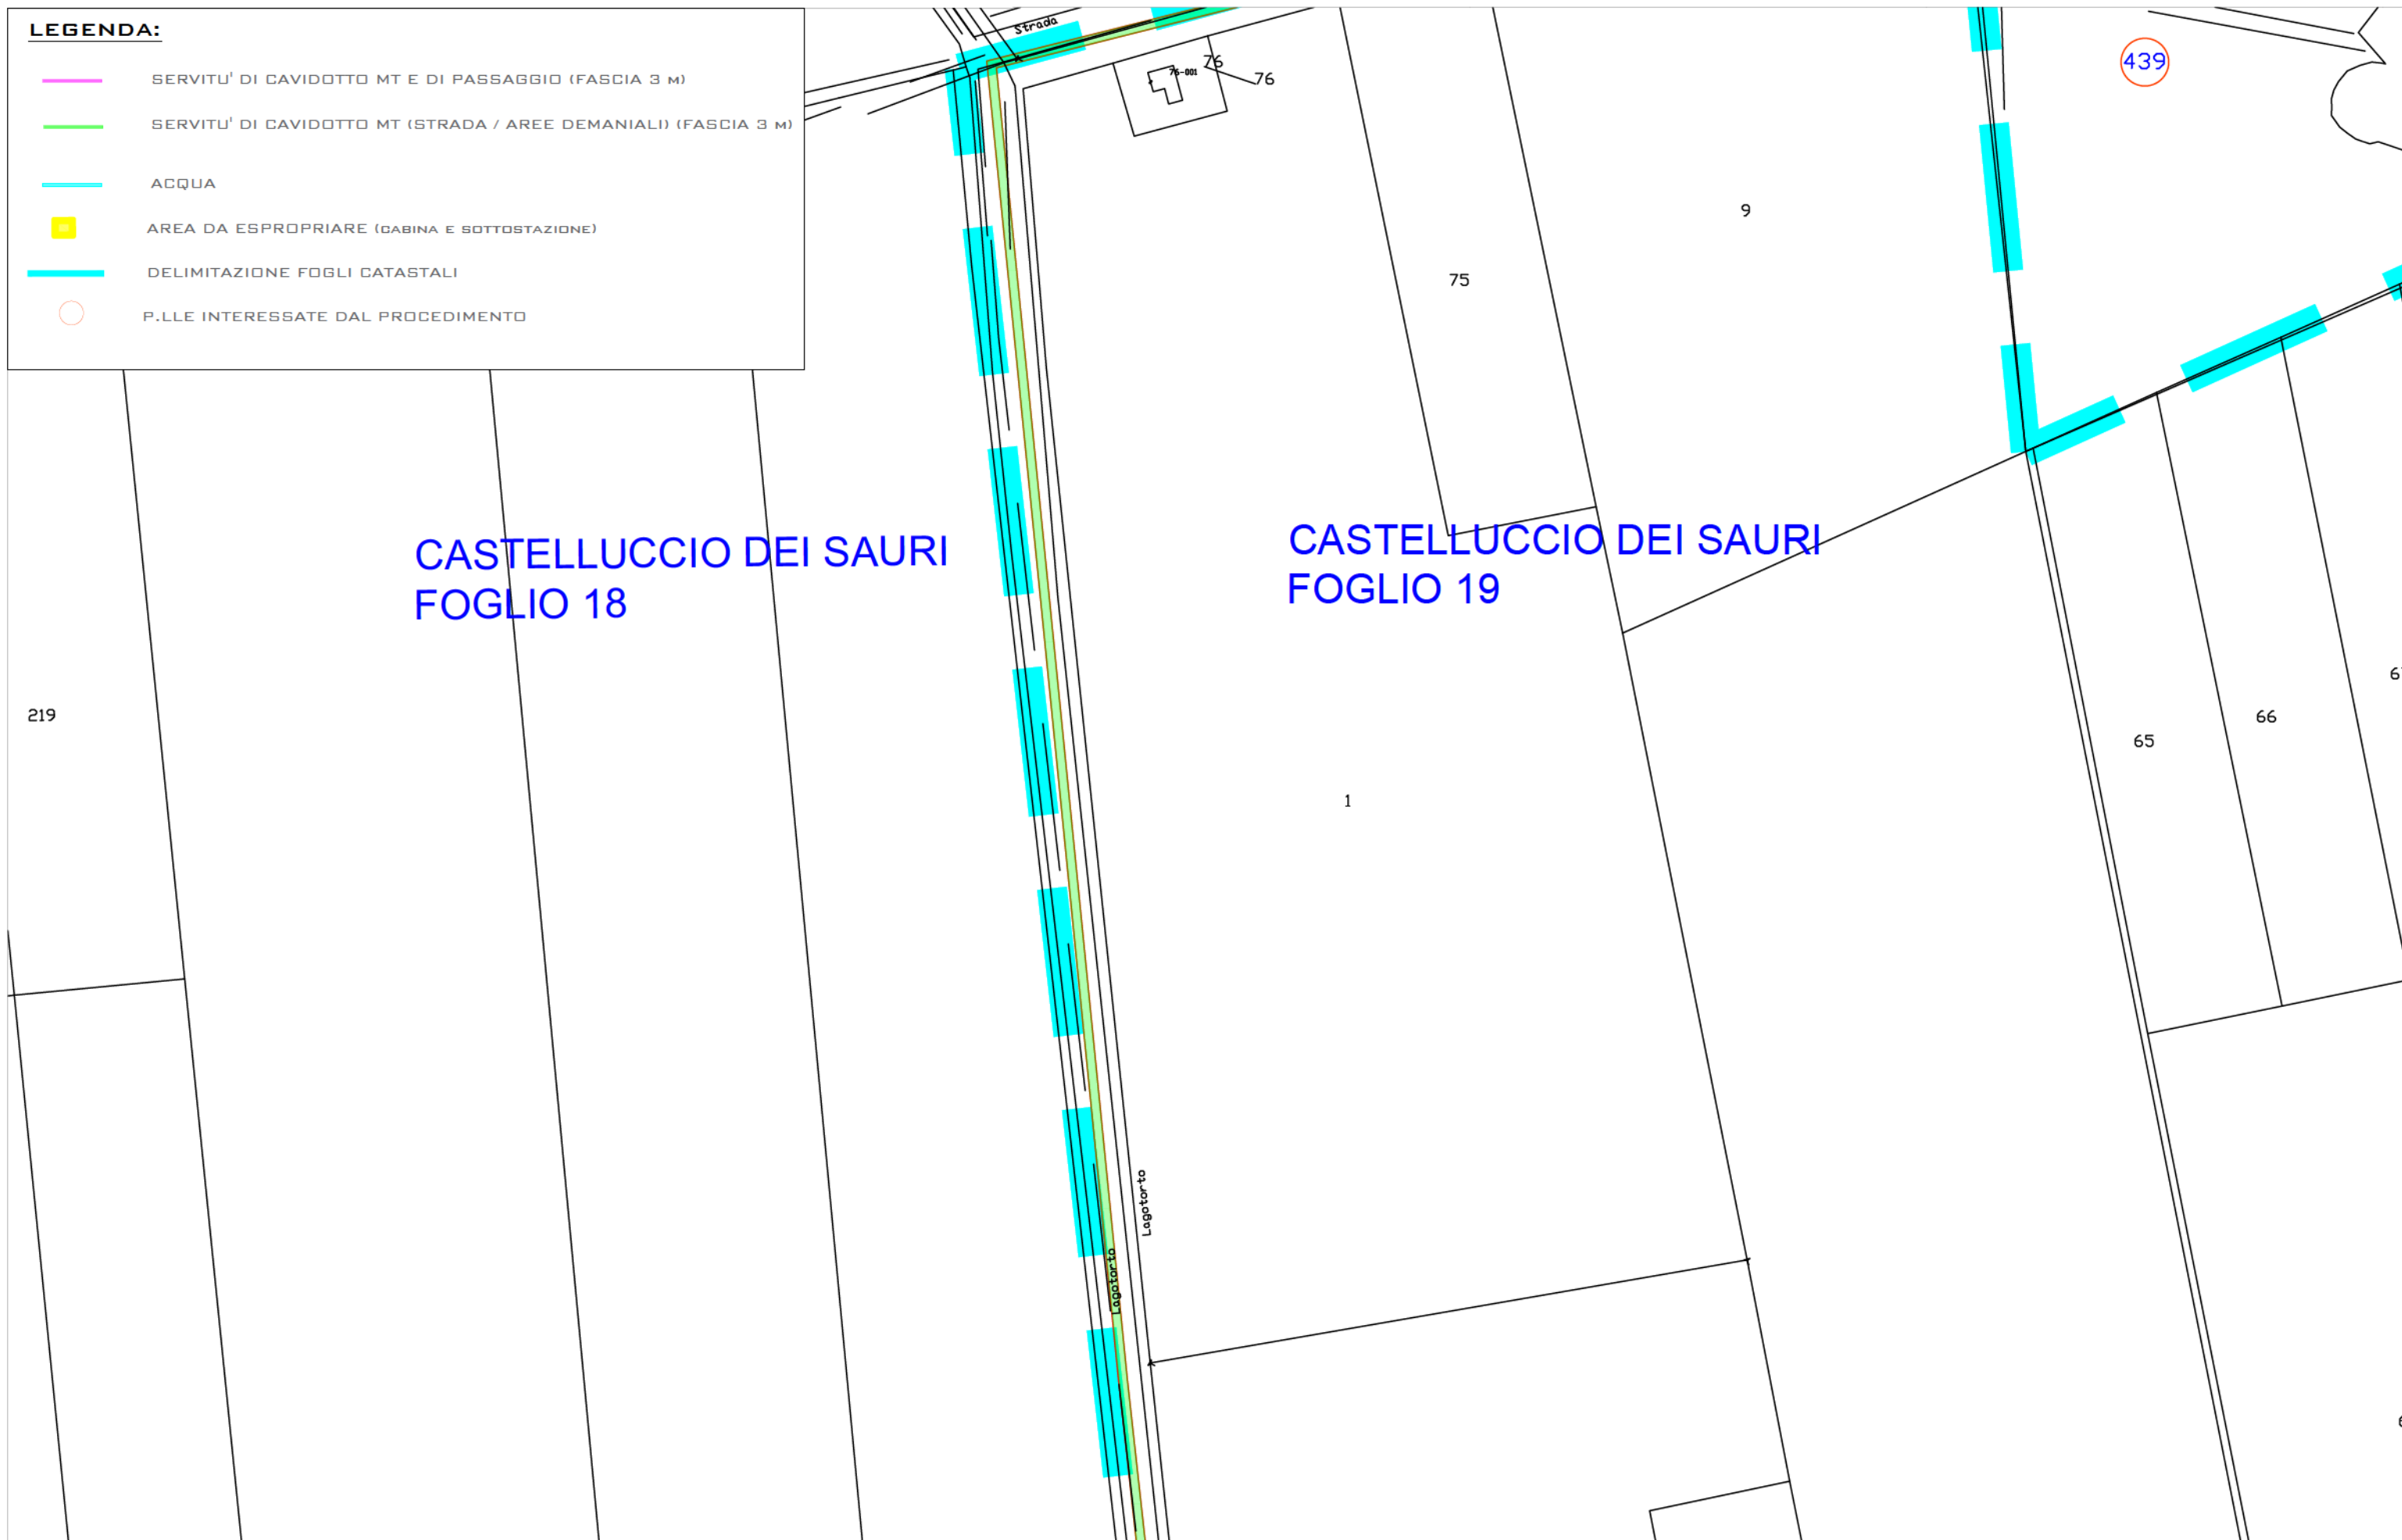 LEGENDA:
SERVITU' DI CAVIDOTTO MT E DI PASSAGGIO (FASCIA 3 M)
SERVITU' DI CAVIDOTTO MT (STRADA / AREE DEMANIALI) (FASCIA 3 M)
ACQUA
AREA DA ESPROPRIARE (CABINA E SOTTOSTAZIONE)
DELIMITAZIONE FOGLI CATASTALI
P.LLE INTERESSATE DAL PROCEDIMENTO
Strada
76
76-001
76
439
9
75
CASTELLUCCIO DEI SAURI
FOGLIO 18
CASTELLUCCIO DEI SAURI
FOGLIO 19
219
66
65
1
Lagotorto
Lagotorto